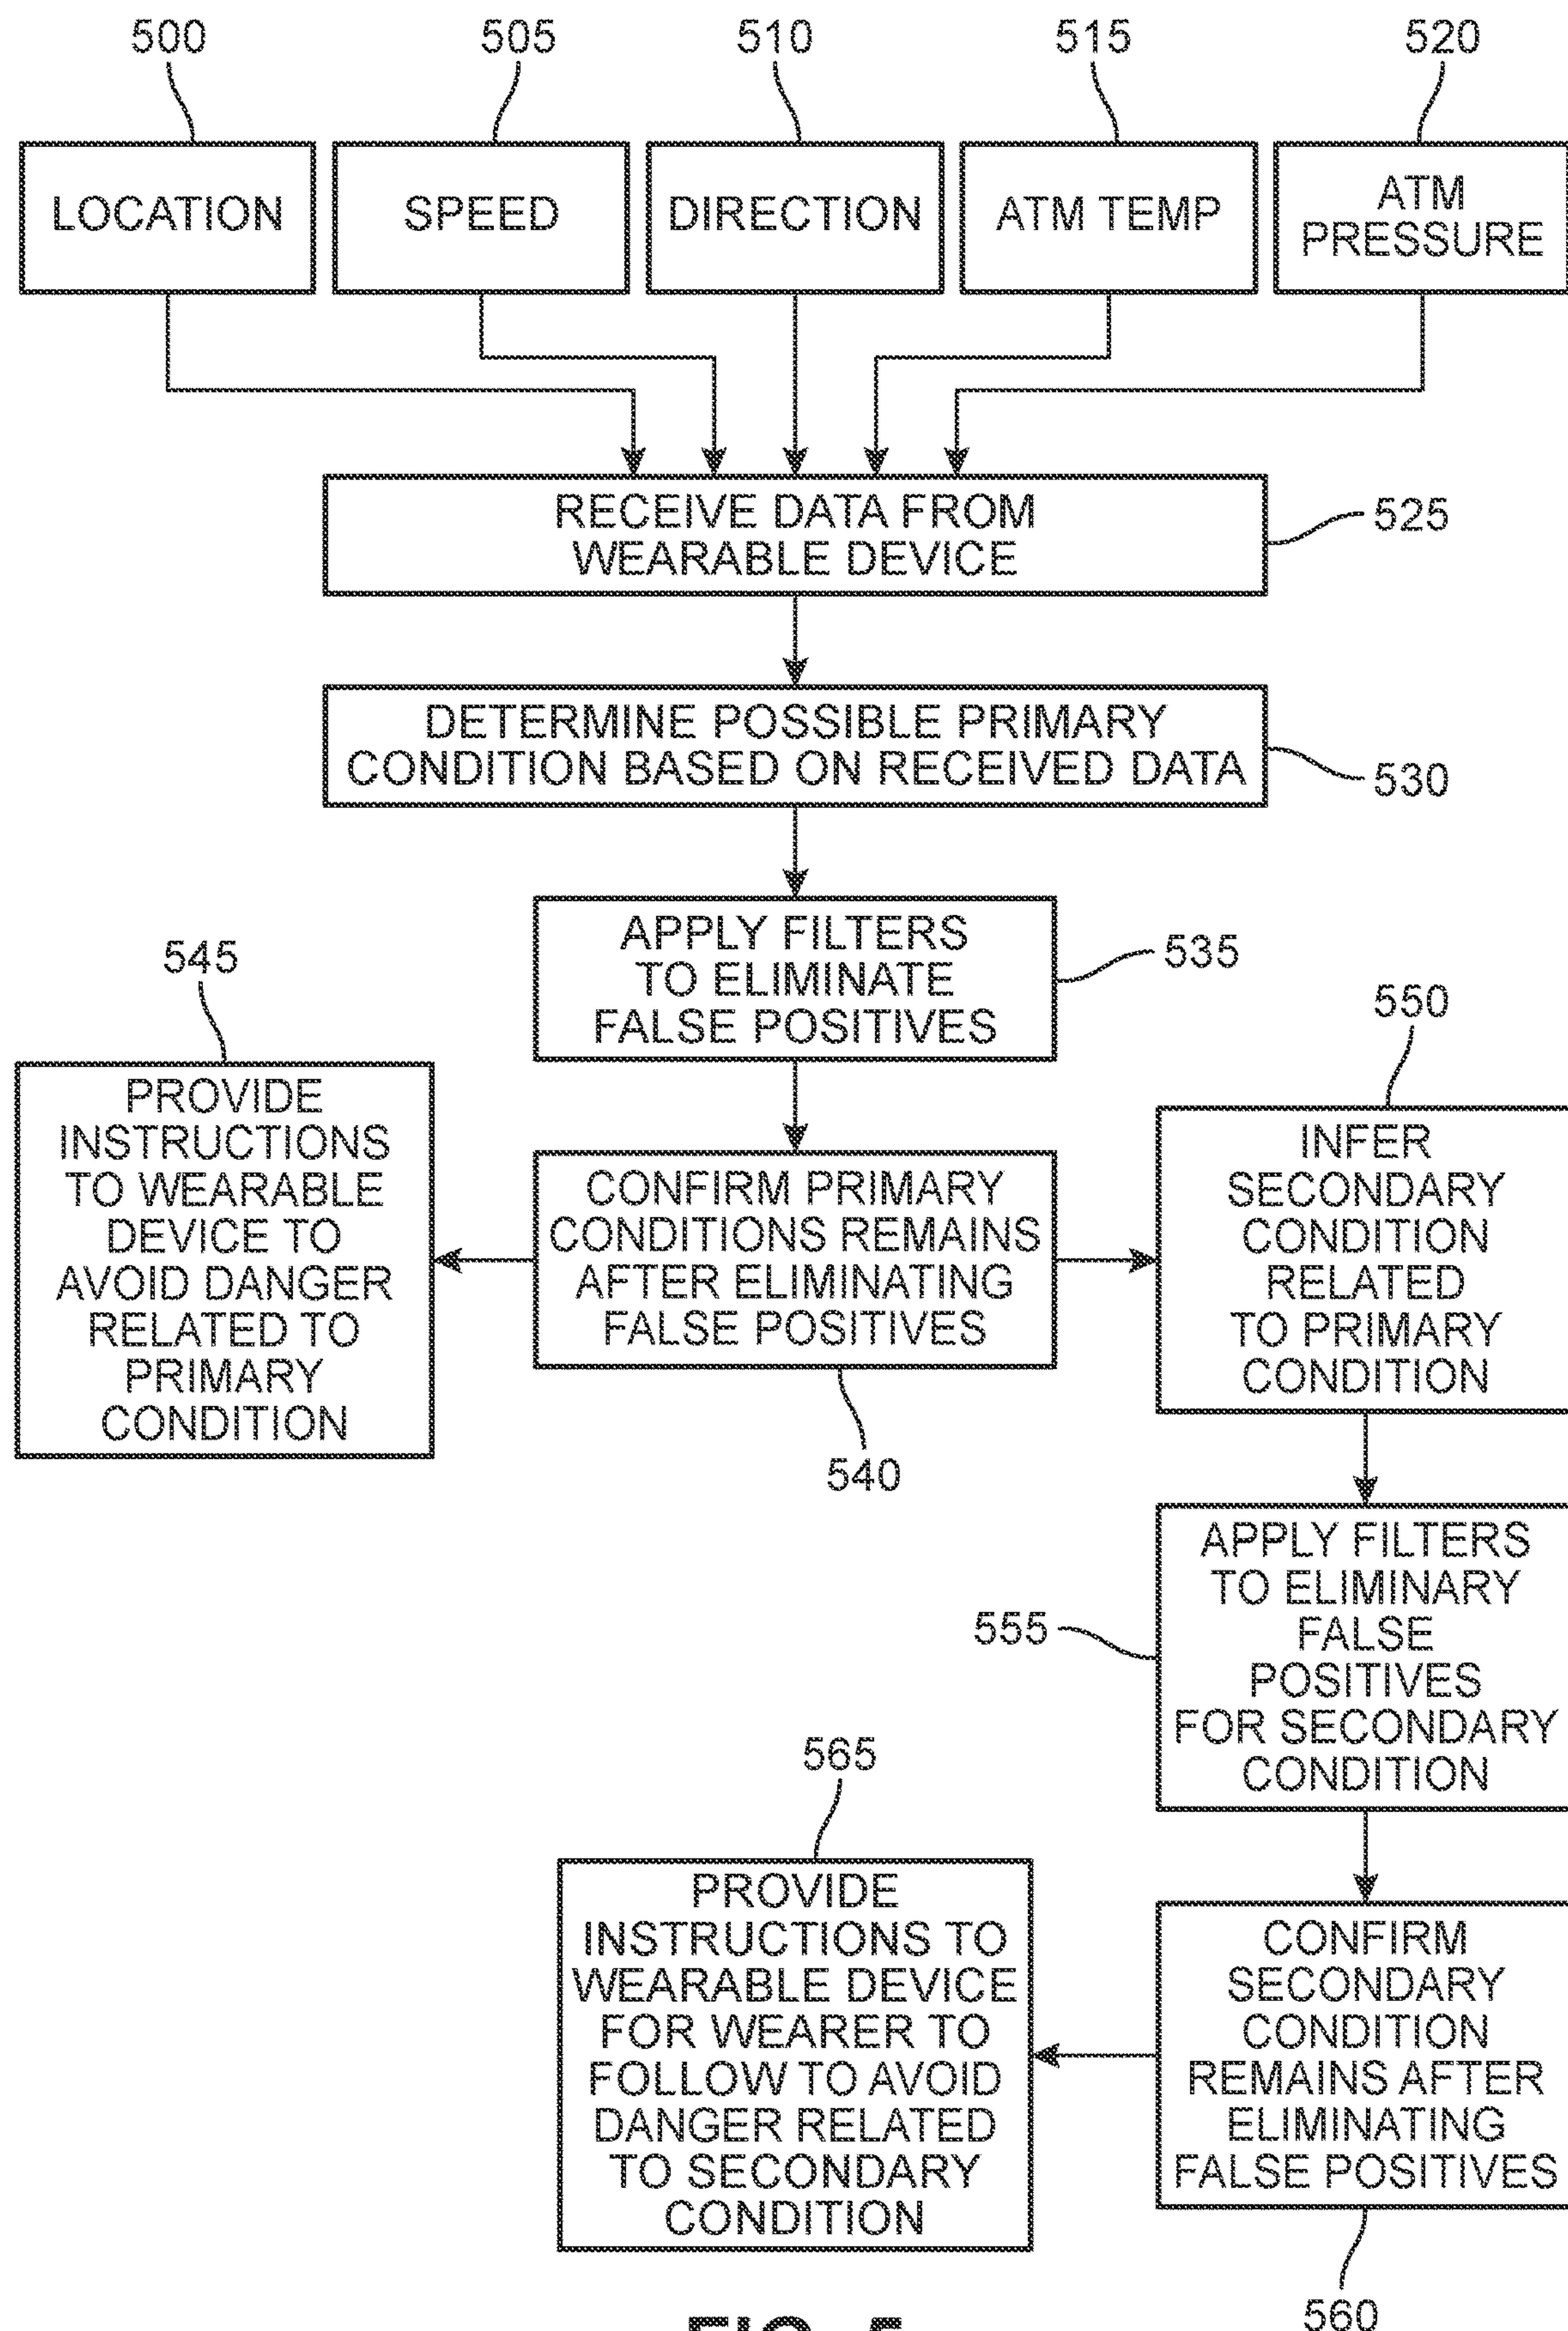 500
505
510
515
520
LOCATION
SPEED
DIRECTION
ATM TEMP
ATM
PRESSURE
RECEIVE DATA FROM
WEARABLE DEVICE
525
DETERMINE POSSIBLE PRIMARY
CONDITION BASED ON RECEIVED DATA
530
APPLY FILTERS
TO ELIMINATE
FALSE POSITIVES
535
545
PROVIDE
INSTRUCTIONS
TO WEARABLE
DEVICE TO
AVOID DANGER
RELATED TO
PRIMARY
CONDITION
CONFIRM PRIMARY
CONDITIONS REMAINS
AFTER ELIMINATING
FALSE POSITIVES
540
550
INFER
SECONDARY
CONDITION
RELATED
TO PRIMARY
CONDITION
APPLY FILTERS
TO ELIMINARY
FALSE
POSITIVES
FOR SECONDARY
CONDITION
555
565
PROVIDE
INSTRUCTIONS TO
WEARABLE DEVICE
FOR WEARER TO
FOLLOW TO AVOID
DANGER RELATED
TO SECONDARY
CONDITION
CONFIRM
SECONDARY
CONDITION
REMAINS AFTER
ELIMINATING
FALSE POSITIVES
560
FIG. 5